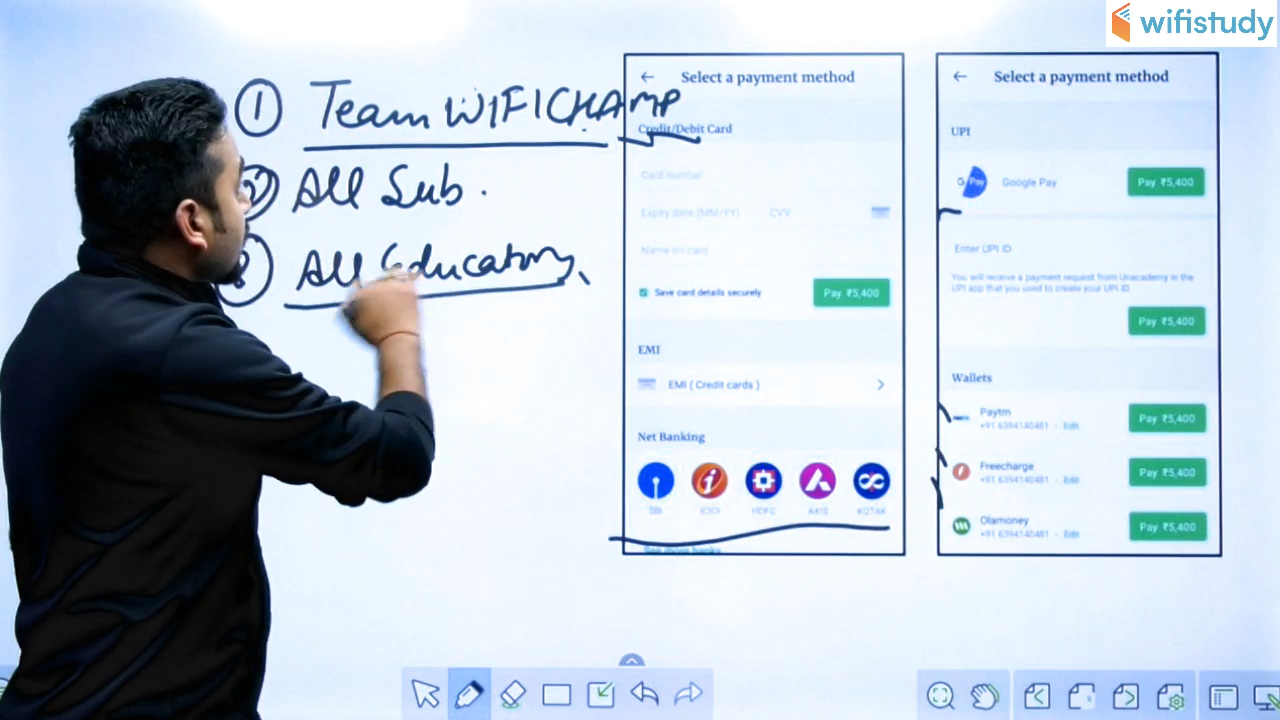 wifistudy
① Team WIFICHAMP
② All Sub.
All Educators
← Select a payment method
Credit/Debit Card
Card number
Expiry date (MM/YY) CVV
Name on card
Save card details securely Pay ₹5,400
EMI
EMI ( Credit cards )
Net Banking
SBI ICICI HDFC AXIS KOTAK
See more banks
← Select a payment method
UPI
G Pay Google Pay Pay ₹5,400
Enter UPI ID
You will receive a payment request from Unacademy in the
UPI app that you used to create your UPI ID.
Pay ₹5,400
Wallets
Paytm Pay ₹5,400
+91 6394140481 - Edit
Freecharge Pay ₹5,400
+91 6394140481 - Edit
Olamoney Pay ₹5,400
+91 6394140481 - Edit